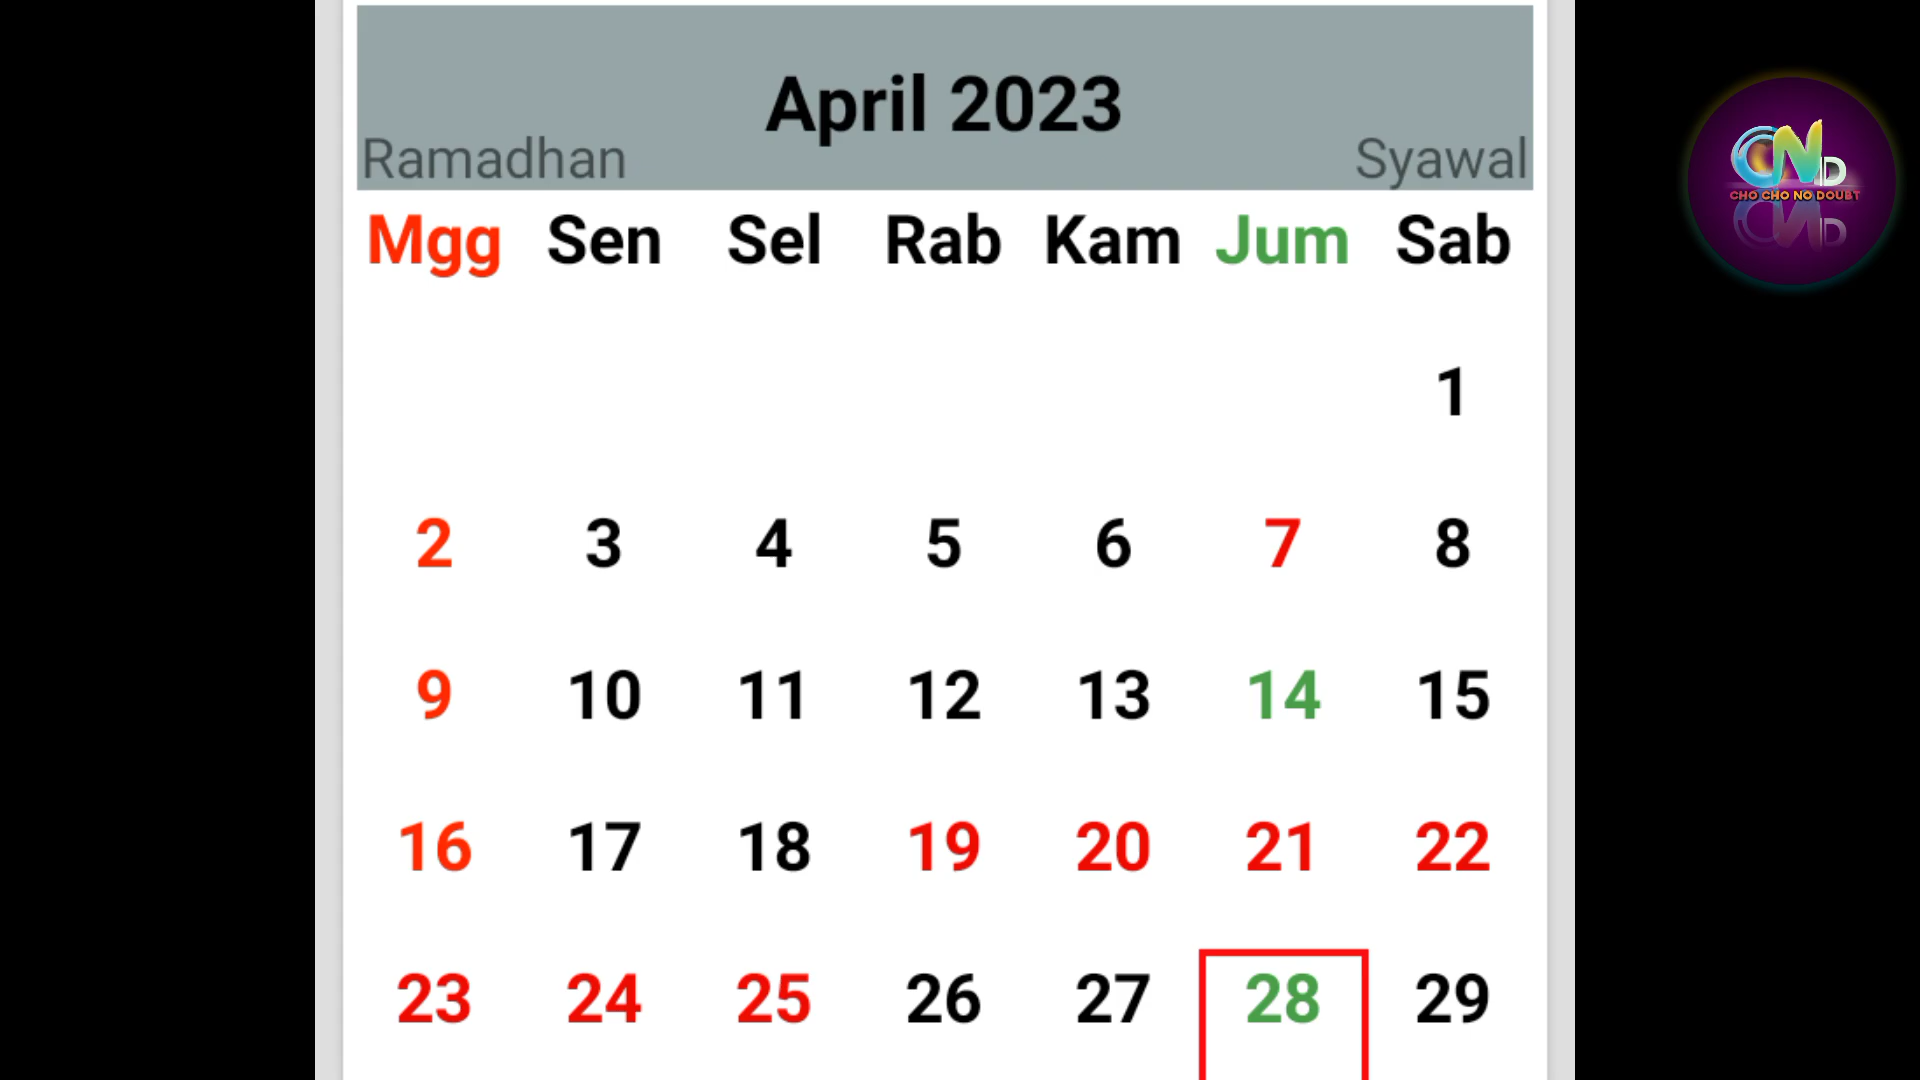 April 2023
Ramadhan Syawal
Mgg Sen Sel Rab Kam Jum Sab
1
2 3 4 5 6 7 8
9 10 11 12 13 14 15
16 17 18 19 20 21 22
23 24 25 26 27 28 29
CND
CHO CHO NO DOUBT